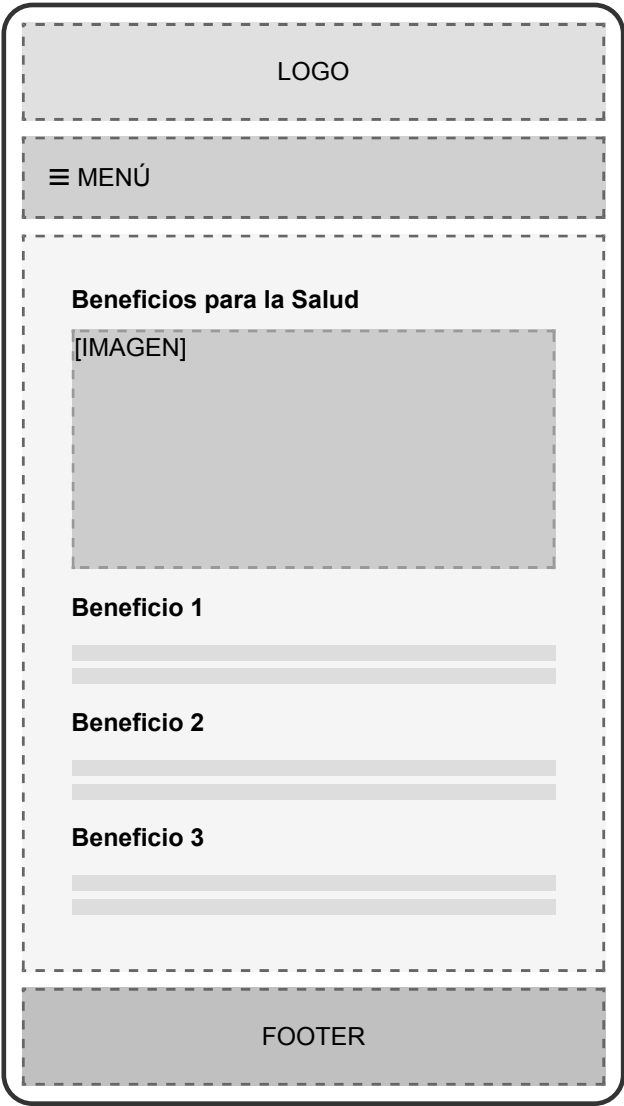 LOGO
≡ MENÚ
Beneficios para la Salud
[IMAGEN]
Beneficio 1
Beneficio 2
Beneficio 3
FOOTER